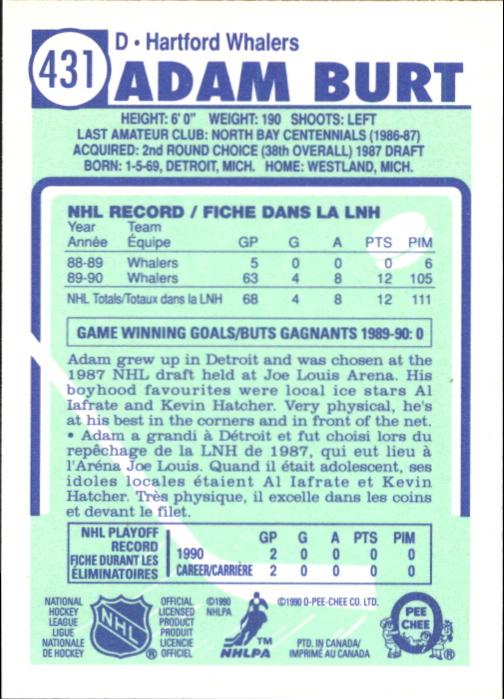 431
D • Hartford Whalers
ADAM BURT
HEIGHT: 6' 0" WEIGHT: 190 SHOOTS: LEFT
LAST AMATEUR CLUB: NORTH BAY CENTENNIALS (1986-87)
ACQUIRED: 2nd ROUND CHOICE (38th OVERALL) 1987 DRAFT
BORN: 1-5-69, DETROIT, MICH. HOME: WESTLAND, MICH.
NHL RECORD / FICHE DANS LA LNH
Year Team
Année Équipe GP G A PTS PIM
88-89 Whalers 5 0 0 0 6
89-90 Whalers 63 4 8 12 105
NHL Totals/Totaux dans la LNH 68 4 8 12 111
GAME WINNING GOALS/BUTS GAGNANTS 1989-90: 0
Adam grew up in Detroit and was chosen at the
1987 NHL draft held at Joe Louis Arena. His
boyhood favourites were local ice stars Al
Iafrate and Kevin Hatcher. Very physical, he's
at his best in the corners and in front of the net.
• Adam a grandi à Détroit et fut choisi lors du
repêchage de la LNH de 1987, qui eut lieu à
l'Aréna Joe Louis. Quand il était adolescent, ses
idoles locales étaient Al Iafrate et Kevin
Hatcher. Très physique, il excelle dans les coins
et devant le filet.
NHL PLAYOFF
RECORD
FICHE DURANT LES
ÉLIMINATOIRES
GP G A PTS PIM
1990 2 0 0 0 0
CAREER/CARRIÈRE 2 0 0 0 0
NATIONAL
HOCKEY
LEAGUE
LIGUE
NATIONALE
DE HOCKEY
NHL
®
OFFICIAL
LICENSED
PRODUCT
PRODUIT
LICENCIE
OFFICIEL
©1990
NHLPA
TM
NHLPA
©1990 O-PEE-CHEE CO. LTD.
PTD. IN CANADA/
IMPRIMÉ AU CANADA
PEE
CHEE
®